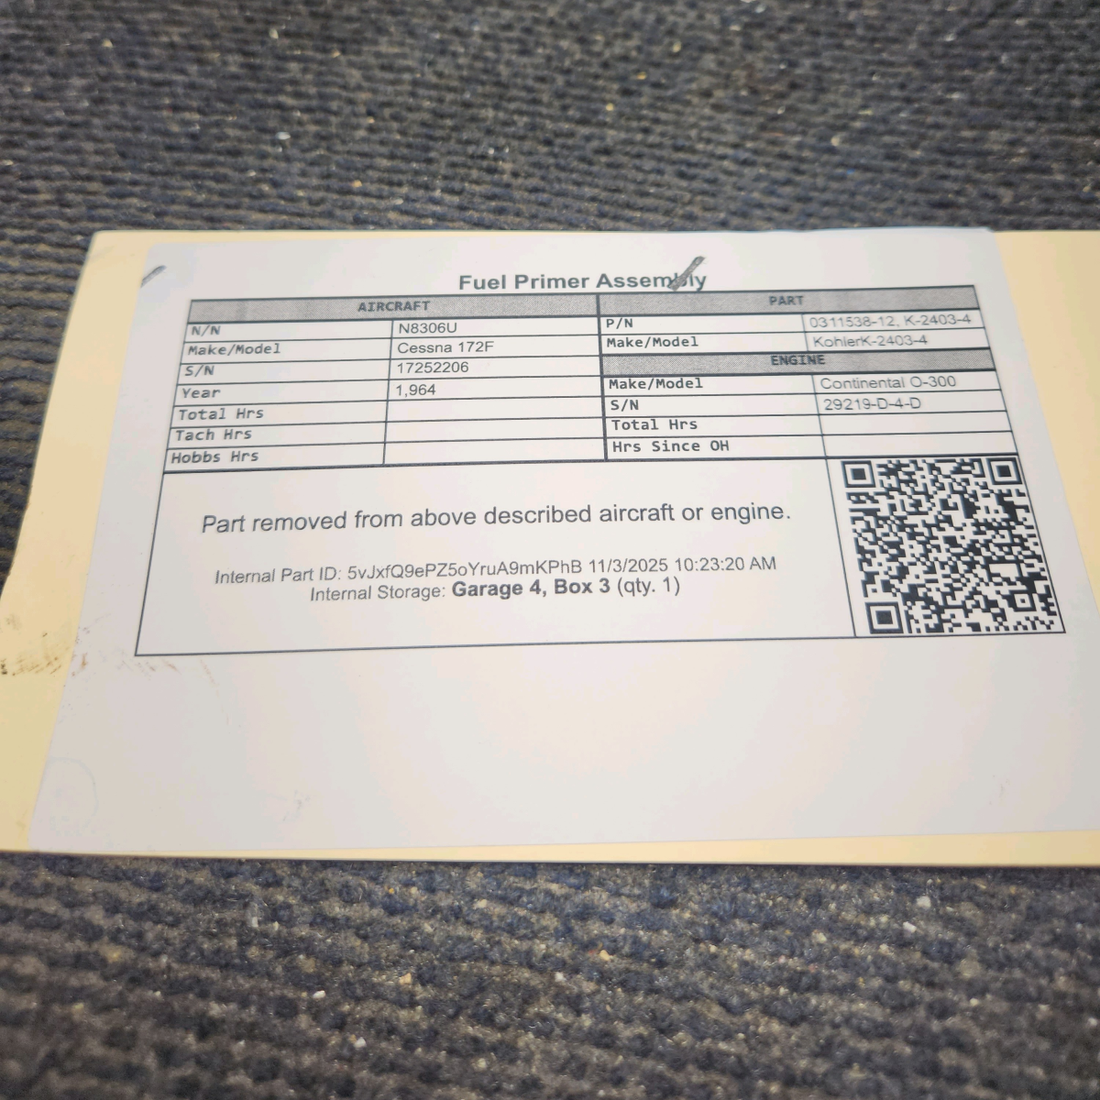 Fuel Primer Assembly
AIRCRAFT
N/N N8306U
Make/Model Cessna 172F
S/N 17252206
Year 1,964
Total Hrs
Tach Hrs
Hobbs Hrs
PART
P/N 0311538-12, K-2403-4
Make/Model KohlerK-2403-4
ENGINE
Make/Model Continental O-300
S/N 29219-D-4-D
Total Hrs
Hrs Since OH
Part removed from above described aircraft or engine.
Internal Part ID: 5vJxfQ9ePZ5oYruA9mKPhB 11/3/2025 10:23:20 AM
Internal Storage: Garage 4, Box 3 (qty. 1)